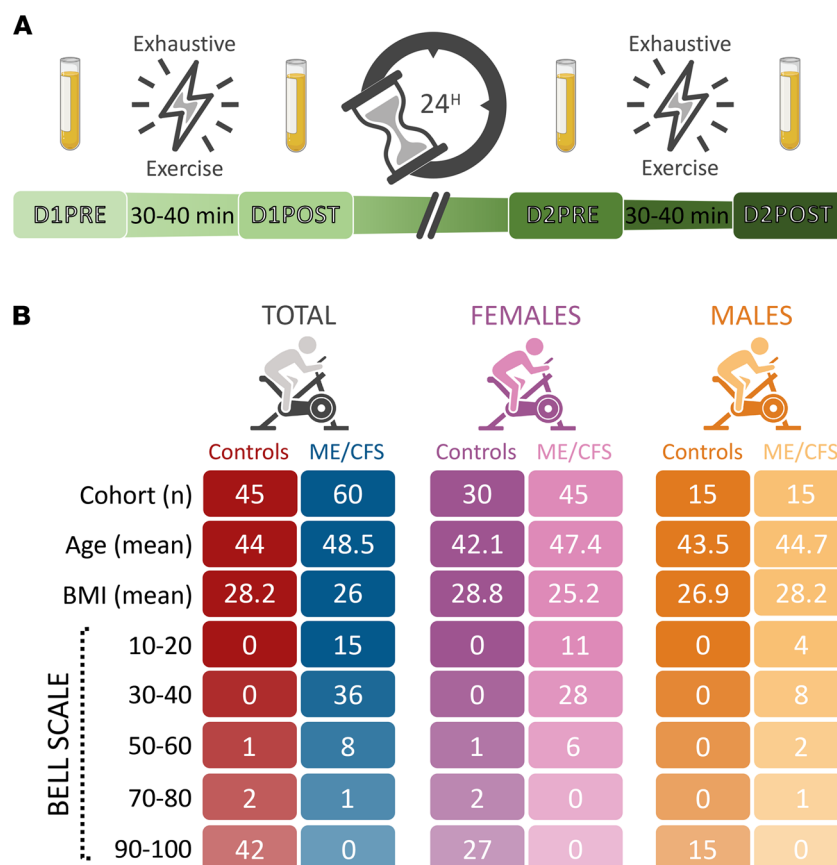 A
Exhaustive
Exercise
24H
Exhaustive
Exercise
D1PRE
30-40 min
D1POST
D2PRE
30-40 min
D2POST
B
TOTAL
FEMALES
MALES
Controls ME/CFS Controls ME/CFS Controls ME/CFS
Cohort (n) 45 60 30 45 15 15
Age (mean) 44 48.5 42.1 47.4 43.5 44.7
BMI (mean) 28.2 26 28.8 25.2 26.9 28.2
BELL SCALE
10-20 0 15 0 11 0 4
30-40 0 36 0 28 0 8
50-60 1 8 1 6 0 2
70-80 2 1 2 0 0 1
90-100 42 0 27 0 15 0